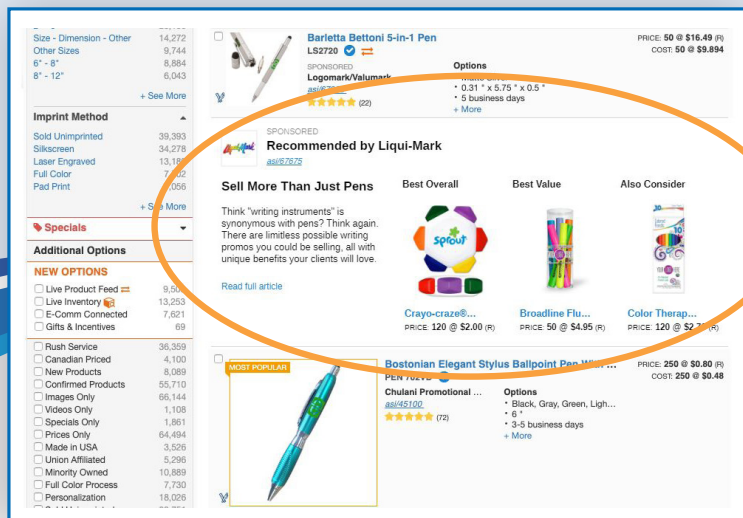 Size - Dimension - Other 14,272
Other Sizes 9,744
6" - 8" 8,884
8" - 12" 6,043
+ See More
Imprint Method
Sold Unimprinted 39,393
Silkscreen 34,278
Laser Engraved
Full Color
Pad Print
+ See More
Specials
Additional Options
NEW OPTIONS
Live Product Feed
Live Inventory 13,253
E-Comm Connected 7,621
Gifts & Incentives 69
Rush Service 36,359
Canadian Priced 4,100
New Products 8,089
Confirmed Products 55,710
Images Only 66,144
Videos Only 1,108
Specials Only 1,861
Prices Only 64,494
Made in USA 3,526
Union Affiliated 5,296
Minority Owned 10,889
Full Color Process 7,730
Personalization 18,026
Barletta Bettoni 5-in-1 Pen
LS2720
SPONSORED
Logomark/Valumark
(22)
Options
• 0.31 " x 5.75 " x 0.5 "
• 5 business days
+ More
PRICE: 50 @ $16.49 (R)
COST: 50 @ $9.894
SPONSORED
Recommended by Liqui-Mark
asi/67675
Sell More Than Just Pens
Think "writing instruments" is
synonymous with pens? Think again.
There are limitless possible writing
promos you could be selling, all with
unique benefits your clients will love.
Read full article
Best Overall
sprout
Crayo-craze®...
PRICE: 120 @ $2.00 (R)
Best Value
Broadline Flu...
PRICE: 50 @ $4.95 (R)
Also Consider
10
Color Therap...
PRICE: 120 @
(R)
MOST POPULAR
Bostonian Elegant Stylus Ballpoint Pen With ...
Chulani Promotional ...
asi/45100
(72)
Options
• Black, Gray, Green, Ligh...
• 6 "
• 3-5 business days
+ More
PRICE: 250 @ $0.80 (R)
COST: 250 @ $0.48